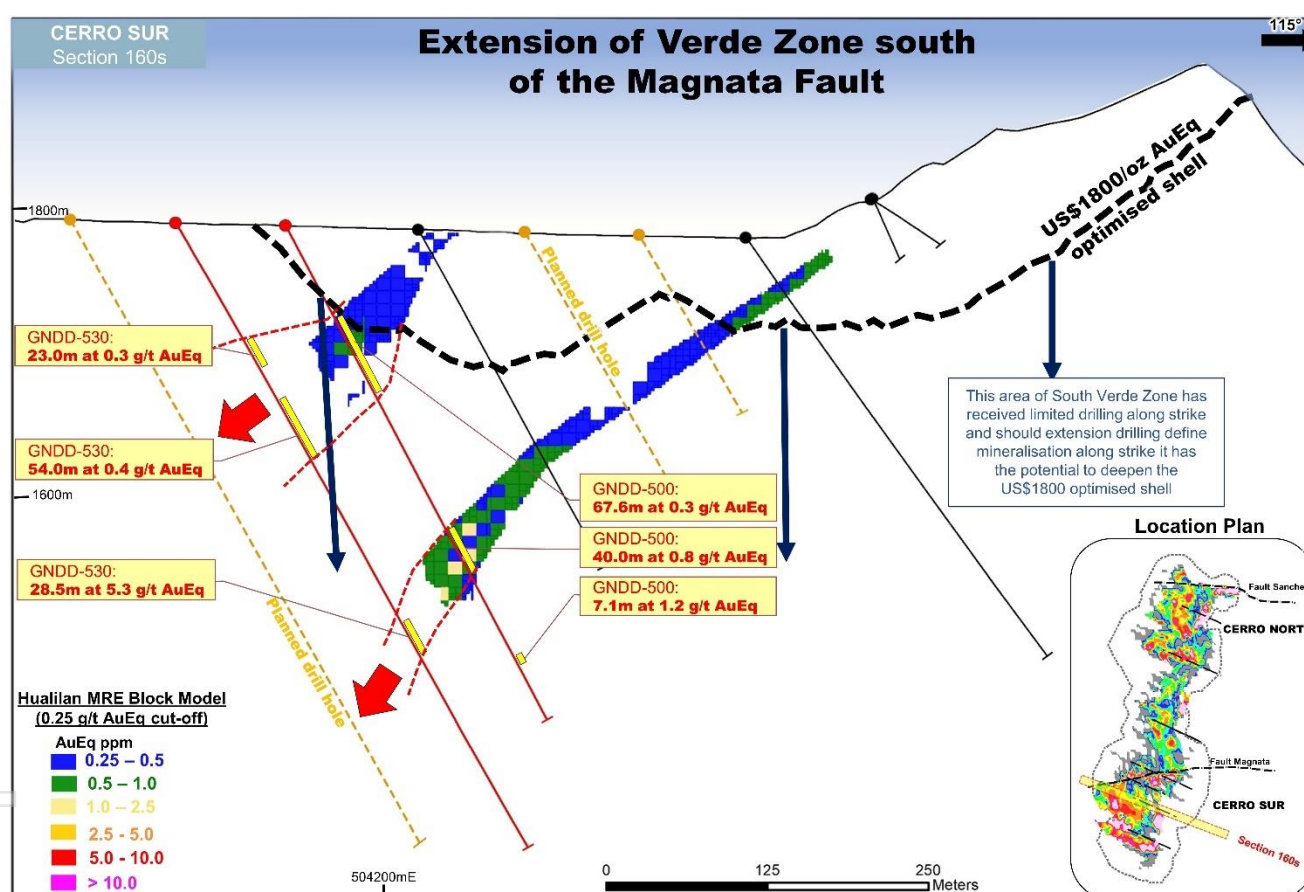 CERRO SUR
Section 160s
Extension of Verde Zone south
of the Magnata Fault
115°
US$1800/oz AuEq
optimised shell
1800m
Planned drill hole
GNDD-530:
23.0m at 0.3 g/t AuEq
GNDD-530:
54.0m at 0.4 g/t AuEq
1600m
GNDD-530:
28.5m at 5.3 g/t AuEq
GNDD-500:
67.6m at 0.3 g/t AuEq
GNDD-500:
40.0m at 0.8 g/t AuEq
GNDD-500:
7.1m at 1.2 g/t AuEq
This area of South Verde Zone has
received limited drilling along strike
and should extension drilling define
mineralisation along strike it has
the potential to deepen the
US$1800 optimised shell
Planned drill hole
Location Plan
Fault Sanche
CERRO NORT
Fault Magnata
CERRO SUR
Section 160s
Hualilan MRE Block Model
(0.25 g/t AuEq cut-off)
AuEq ppm
0.25 – 0.5
0.5 – 1.0
1.0 – 2.5
2.5 - 5.0
5.0 - 10.0
> 10.0
504200mE
0
125
250
Meters